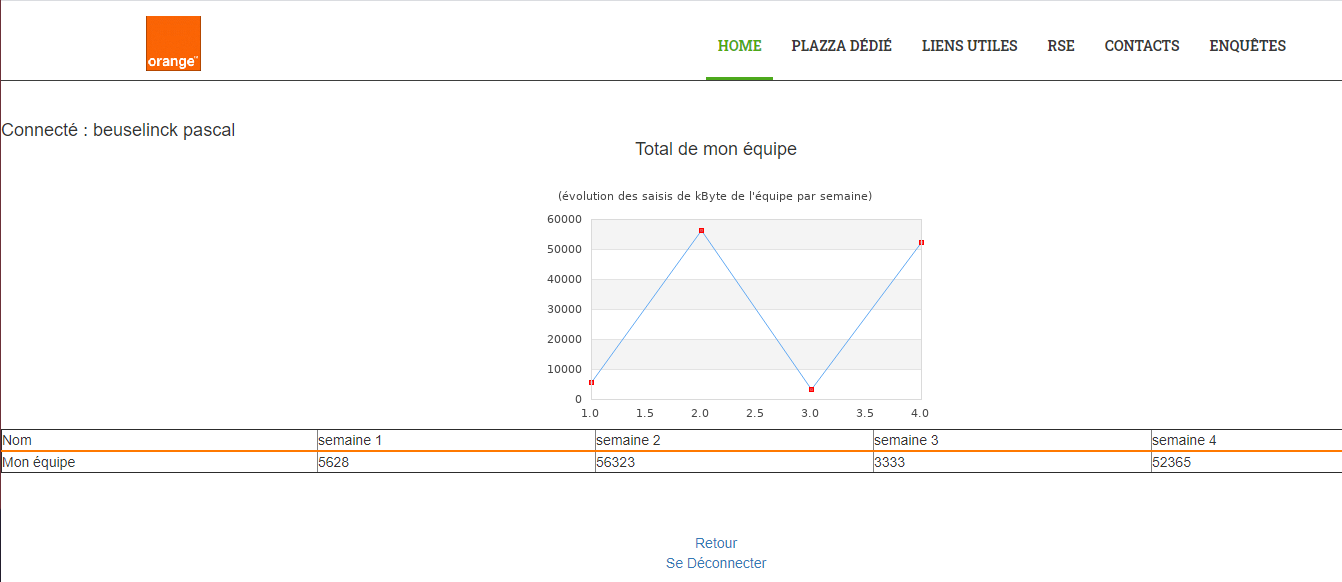 orange™
HOME PLAZZA DÉDIÉ LIENS UTILES RSE CONTACTS ENQUÊTES
Connecté : beuselinck pascal
Total de mon équipe
(évolution des saisis de kByte de l'équipe par semaine)
60000
50000
40000
30000
20000
10000
0
1.0 1.5 2.0 2.5 3.0 3.5 4.0
Nom semaine 1 semaine 2 semaine 3 semaine 4
Mon équipe 5628 56323 3333 52365
Retour
Se Déconnecter